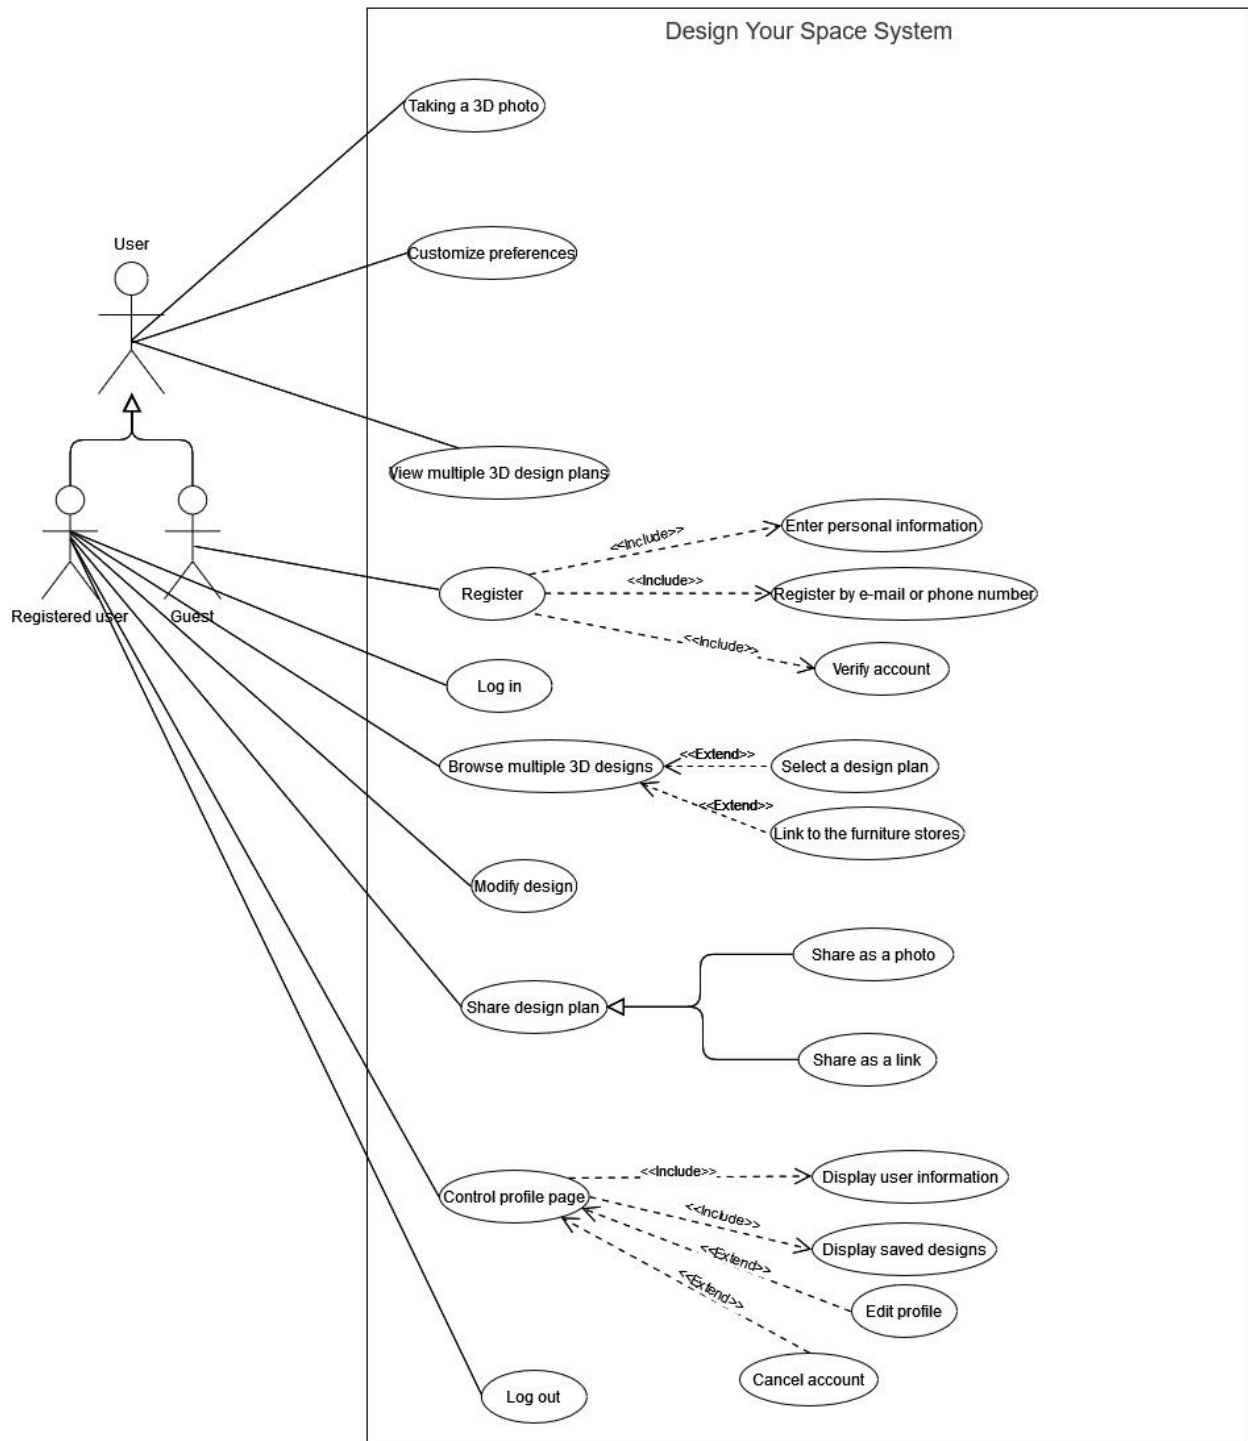 Design Your Space System
Taking a 3D photo
User
Customize preferences
View multiple 3D design plans
Registered user
Guest
Register
<<Include>>
Enter personal information
<<Include>>
Register by e-mail or phone number
<<Include>>
Verify account
Log in
Browse multiple 3D designs
<<Extend>>
Select a design plan
<<Extend>>
Link to the furniture stores
Modify design
Share design plan
Share as a photo
Share as a link
Control profile page
<<Include>>
Display user information
<<Include>>
Display saved designs
<<Extend>>
Edit profile
<<Extend>>
Cancel account
Log out